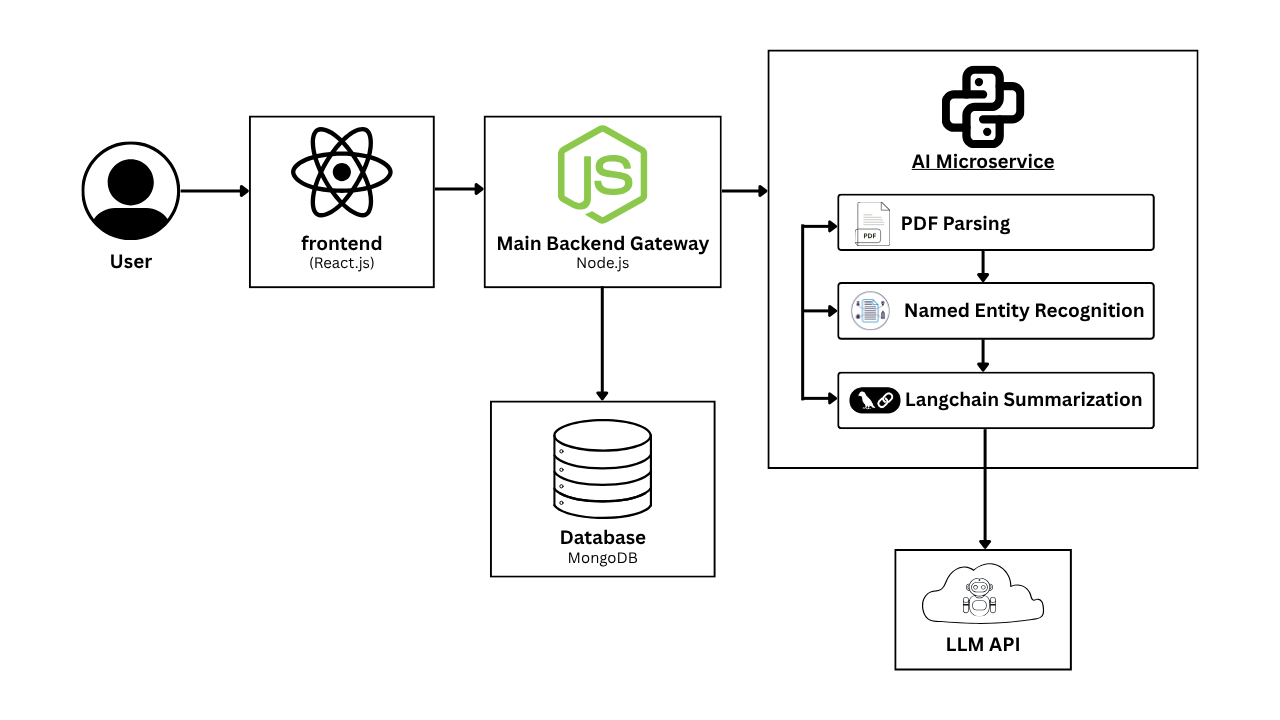 User
frontend
(React.js)
JS
Main Backend Gateway
Node.js
Database
MongoDB
AI Microservice
PDF
PDF Parsing
Named Entity Recognition
Langchain Summarization
LLM API